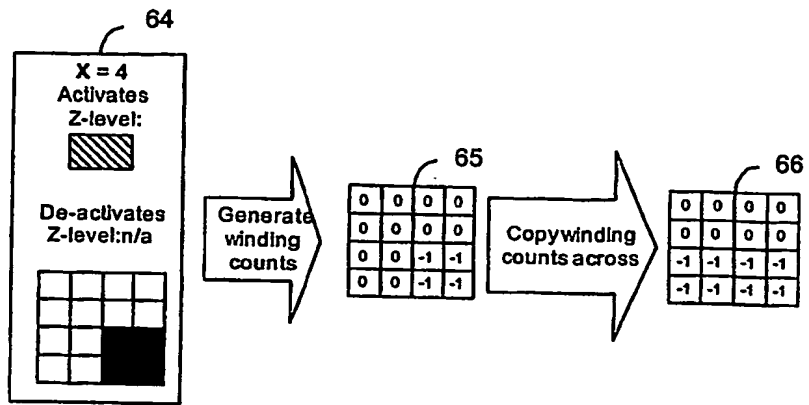 64
X = 4
Activates
Z-level:
De-activates
Z-level:n/a
Generate
winding
counts
65
0 0 0 0
0 0 0 0
0 0 -1 -1
0 0 -1 -1
Copywinding
counts across
66
0 0 0 0
0 0 0 0
-1 -1 -1 -1
-1 -1 -1 -1